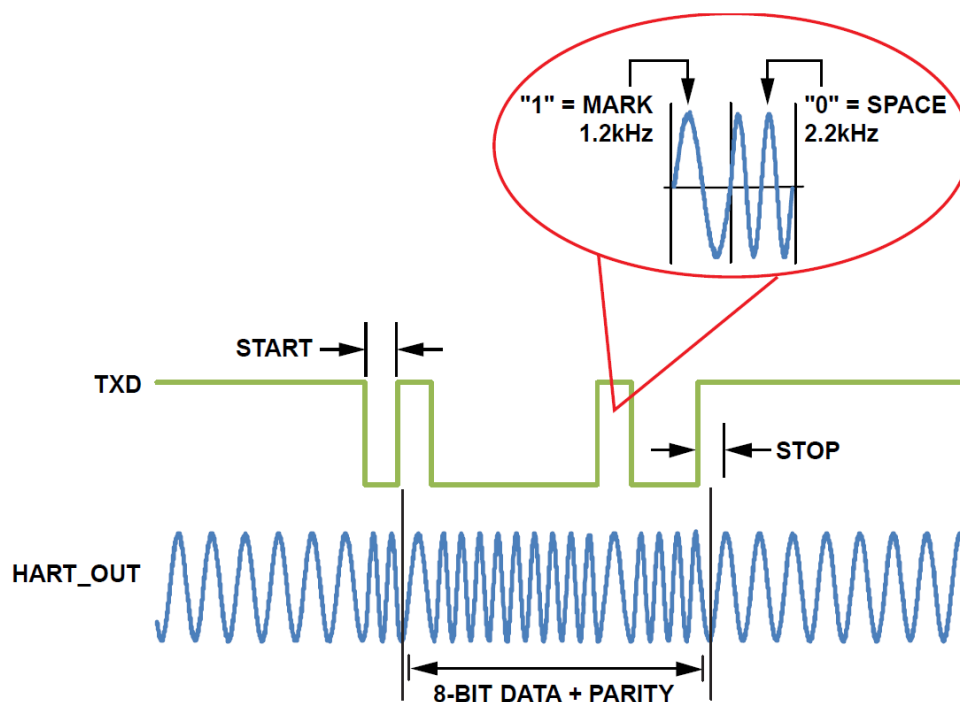 "1" = MARK
1.2kHz
"0" = SPACE
2.2kHz
START
TXD
STOP
HART_OUT
8-BIT DATA + PARITY